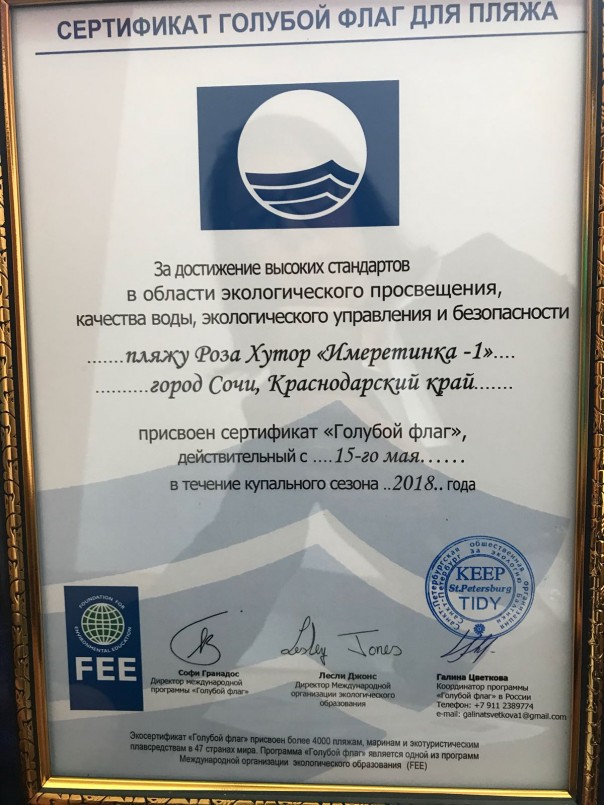 СЕРТИФИКАТ ГОЛУБОЙ ФЛАГ ДЛЯ ПЛЯЖА
За достижение высоких стандартов
в области экологического просвещения,
качества воды, экологического управления и безопасности
.......пляжу Роза Хутор «Имеретинка -1»....
..........город Сочи, Краснодарский край.......
присвоен сертификат «Голубой флаг»,
действительный с ....15-го мая......
в течение купального сезона ..2018.. года
FOUNDATION FOR
ENVIRONMENTAL EDUCATION
FEE
Lesley Jones
KEEP
St.Petersburg
TIDY
Софи Гранадос
Директор международной
программы «Голубой флаг»
Лесли Джонс
Директор Международной
организации экологического
образования
Галина Цветкова
Координатор программы
«Голубой флаг» в России
Телефон: +7 911 2389774
e-mail: galinatsvetkova1@gmail.com
Экосертификат «Голубой флаг» присвоен более 4000 пляжам, маринам и экотуристическим
плавсредствам в 47 странах мира. Программа «Голубой флаг» является одной из программ
Международной организации экологического образования (FEE)